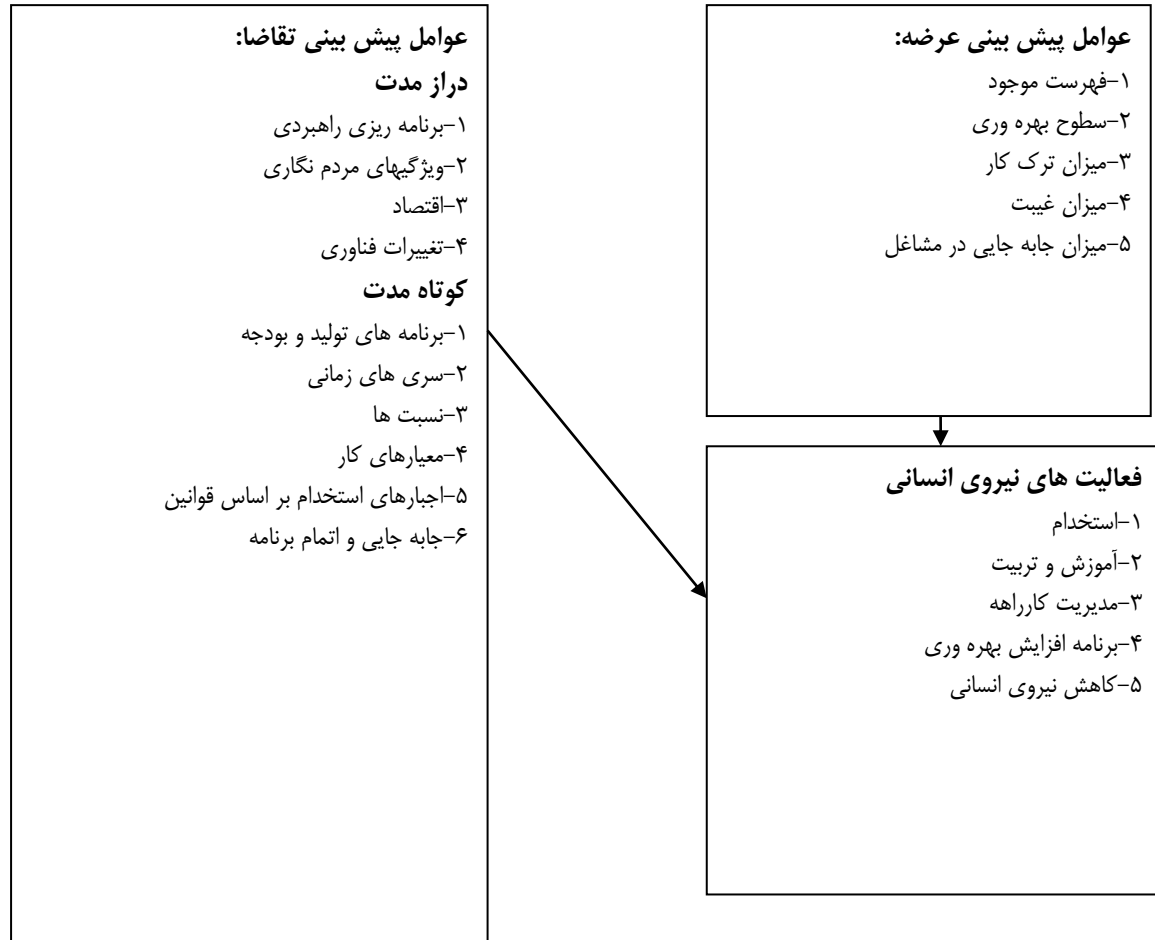 عوامل پیش بینی عرضه:
۱-فهرست موجود
۲-سطوح بهره وری
۳-میزان ترک کار
۴-میزان غیبت
۵-میزان جابه جایی در مشاغل
عوامل پیش بینی تقاضا:
دراز مدت
۱-برنامه ریزی راهبردی
۲-ویژگیهای مردم نگاری
۳-اقتصاد
۴-تغییرات فناوری
کوتاه مدت
۱-برنامه های تولید و بودجه
۲-سری های زمانی
۳-نسبت ها
۴-معیارهای کار
۵-اجبارهای استخدام بر اساس قوانین
۶-جابه جایی و اتمام برنامه
فعالیت های نیروی انسانی
۱-استخدام
۲-آموزش و تربیت
۳-مدیریت کارراهه
۴-برنامه افزایش بهره وری
۵-کاهش نیروی انسانی